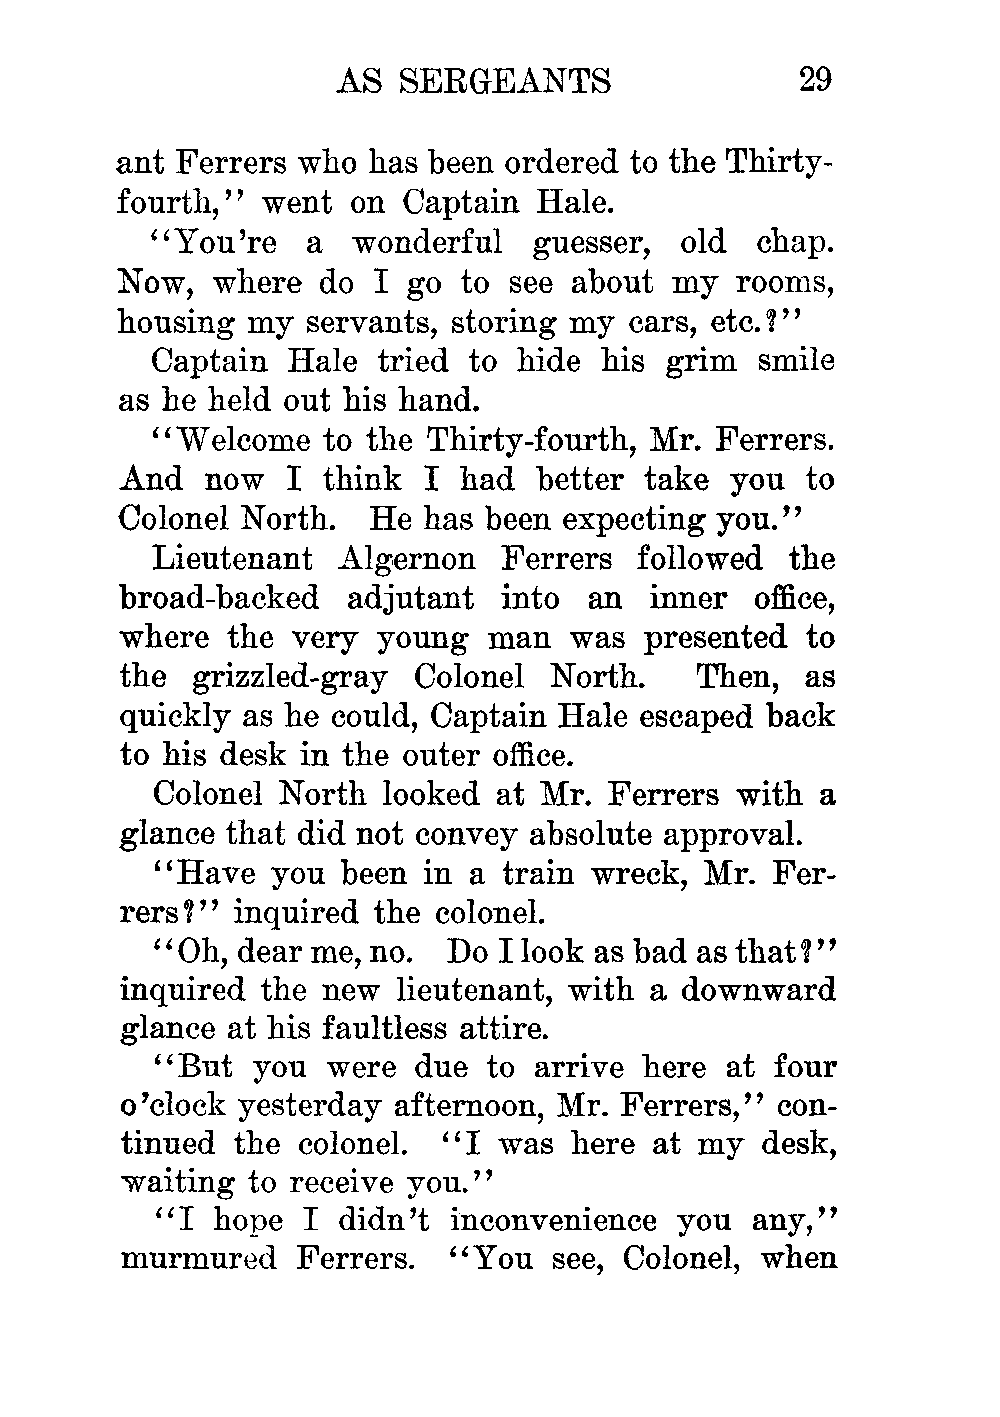 AS SERGEANTS 29
ant Ferrers who has been ordered to the Thirty-
fourth," went on Captain Hale.
"You're a wonderful guesser, old chap.
Now, where do I go to see about my rooms,
housing my servants, storing my cars, etc.?"
Captain Hale tried to hide his grim smile
as he held out his hand.
"Welcome to the Thirty-fourth, Mr. Ferrers.
And now I think I had better take you to
Colonel North. He has been expecting you."
Lieutenant Algernon Ferrers followed the
broad-backed adjutant into an inner office,
where the very young man was presented to
the grizzled-gray Colonel North. Then, as
quickly as he could, Captain Hale escaped back
to his desk in the outer office.
Colonel North looked at Mr. Ferrers with a
glance that did not convey absolute approval.
"Have you been in a train wreck, Mr. Fer-
rers?" inquired the colonel.
"Oh, dear me, no. Do I look as bad as that?"
inquired the new lieutenant, with a downward
glance at his faultless attire.
"But you were due to arrive here at four
o'clock yesterday afternoon, Mr. Ferrers," con-
tinued the colonel. "I was here at my desk,
waiting to receive you."
"I hope I didn't inconvenience you any,"
murmured Ferrers. "You see, Colonel, when